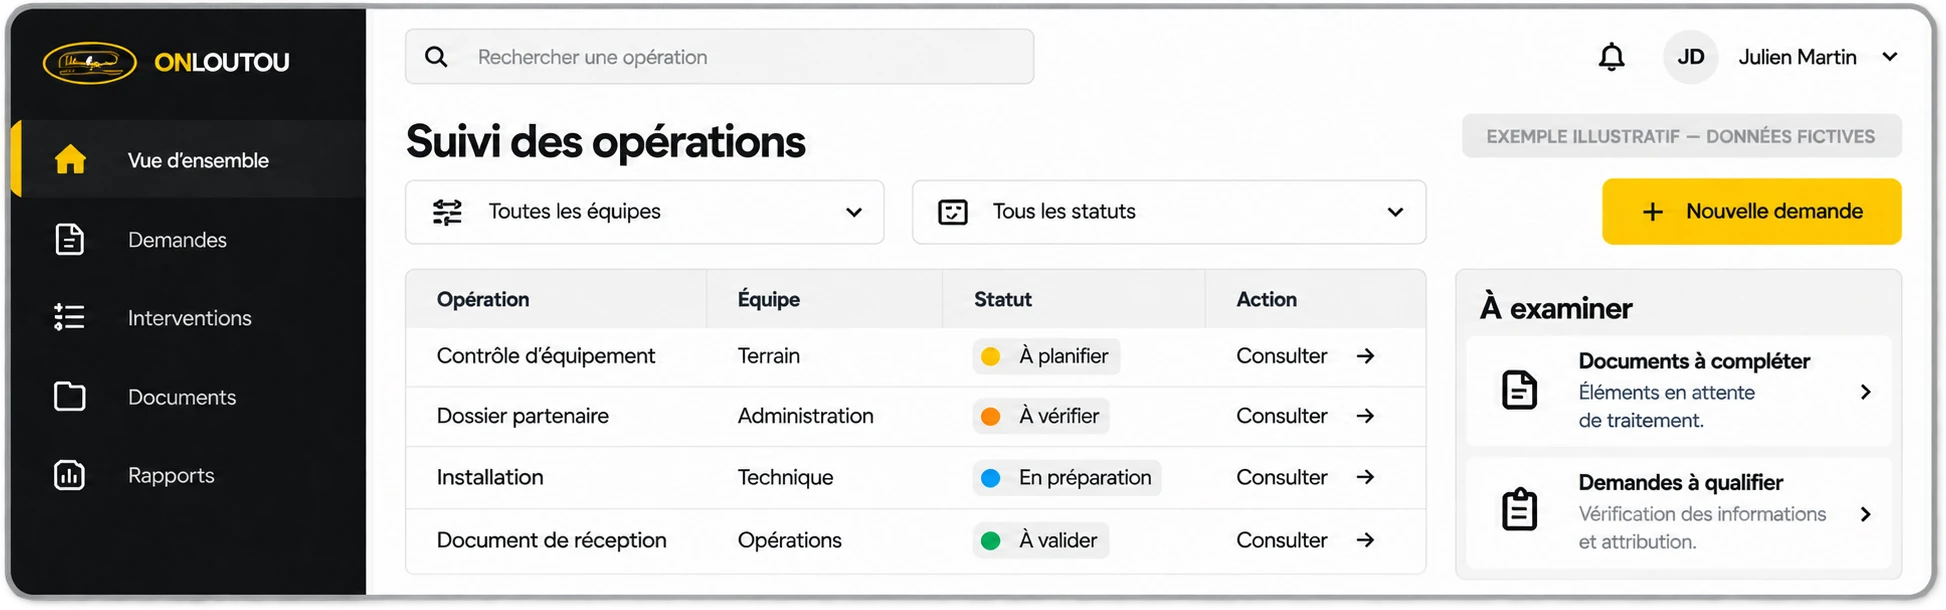 ONLOUTOU
Rechercher une opération
JD
Julien Martin
Vue d'ensemble
Demandes
Interventions
Documents
Rapports
Suivi des opérations
EXEMPLE ILLUSTRATIF — DONNÉES FICTIVES
Toutes les équipes
Tous les statuts
+ Nouvelle demande
Opération Équipe Statut Action
Contrôle d'équipement Terrain À planifier Consulter →
Dossier partenaire Administration À vérifier Consulter →
Installation Technique En préparation Consulter →
Document de réception Opérations À valider Consulter →
À examiner
Documents à compléter
Éléments en attente
de traitement.
Demandes à qualifier
Vérification des informations
et attribution.